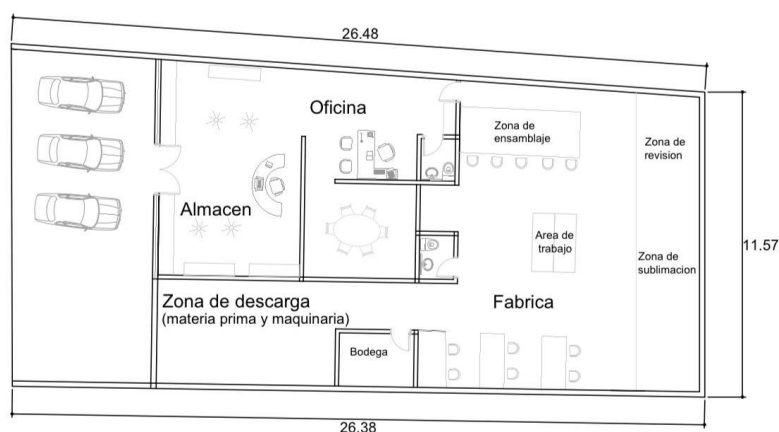 26.48
Oficina
Zona de
ensamblaje
Zona de
revision
Almacen
Area de
trabajo
11.57
Zona de
sublimacion
Zona de descarga
(materia prima y maquinaria)
Fabrica
Bodega
26.38